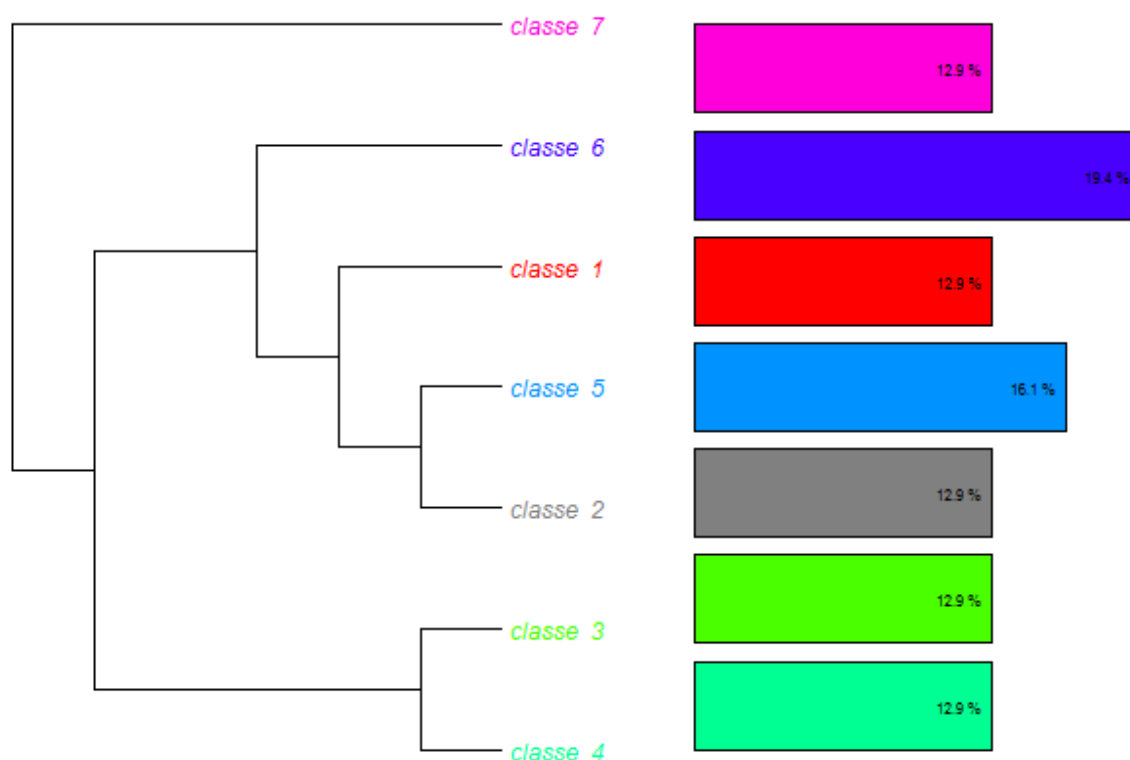 classe 7
12.9 %
classe 6
19.4 %
classe 1
12.9 %
classe 5
16.1 %
classe 2
12.9 %
classe 3
12.9 %
classe 4
12.9 %